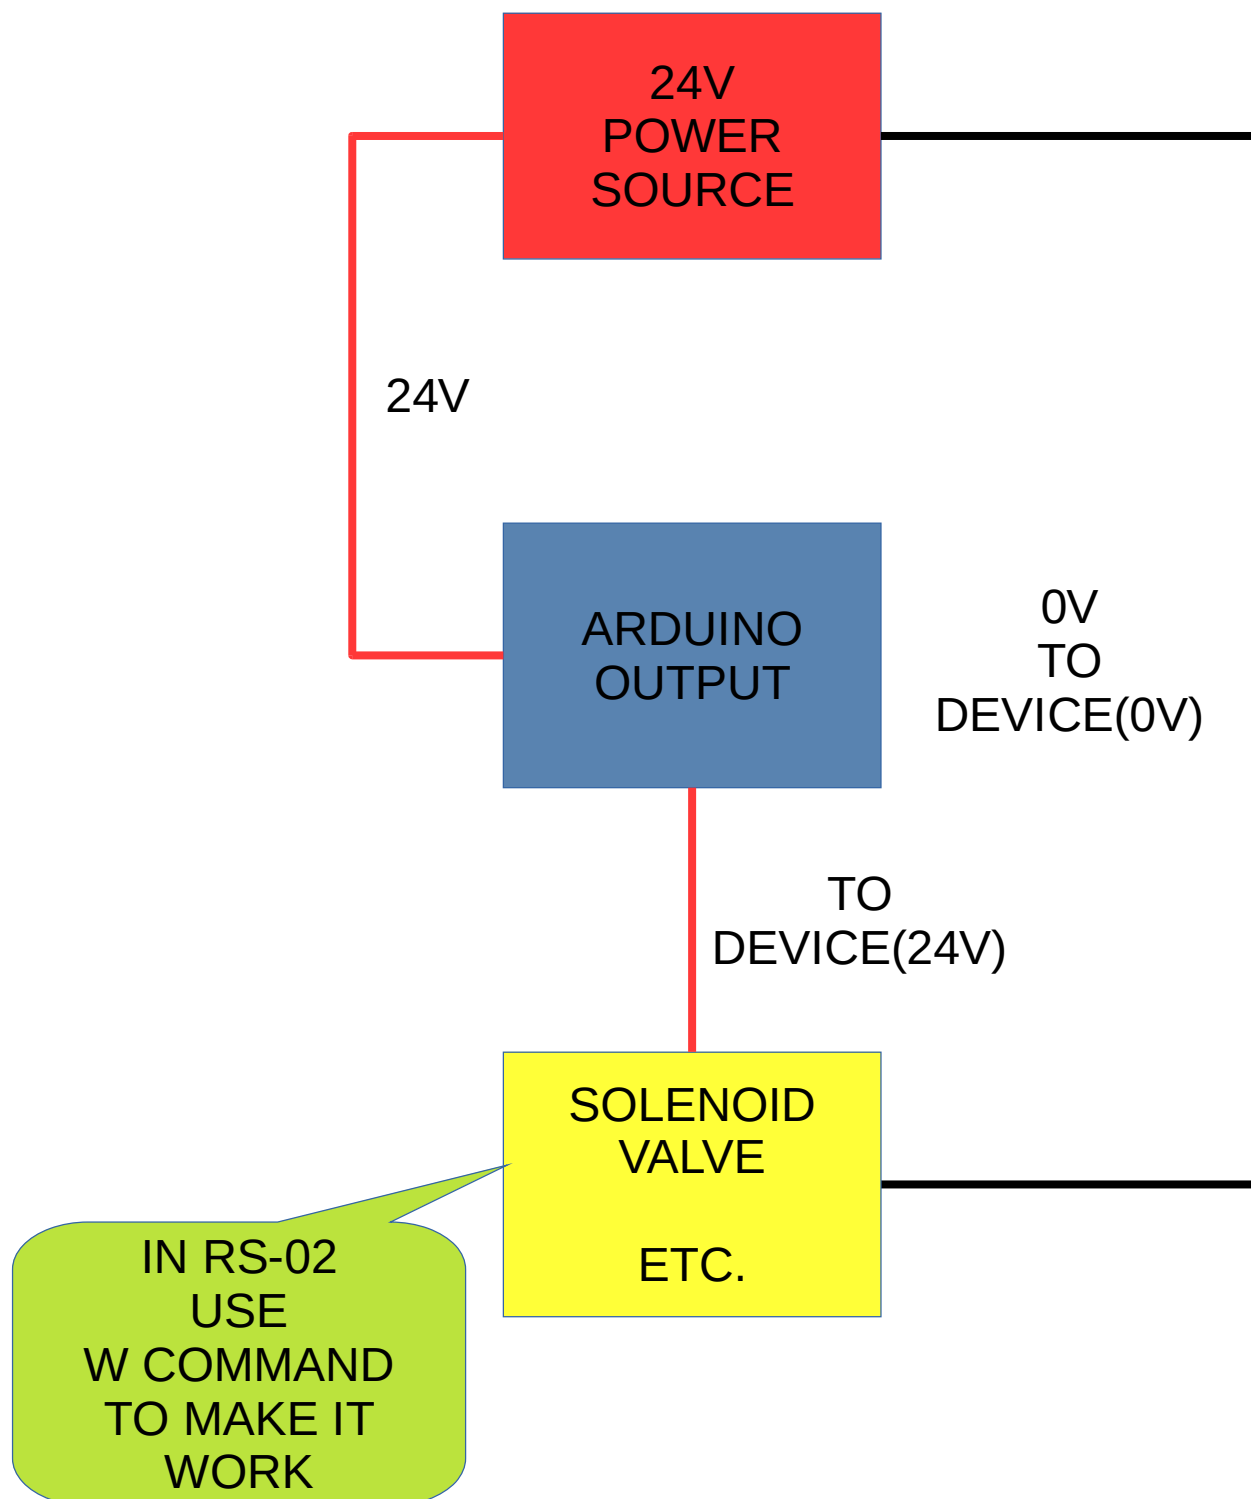 24V
POWER
SOURCE
24V
ARDUINO
OUTPUT
0V
TO
DEVICE(0V)
TO
DEVICE(24V)
SOLENOID
VALVE
ETC.
IN RS-02
USE
W COMMAND
TO MAKE IT
WORK